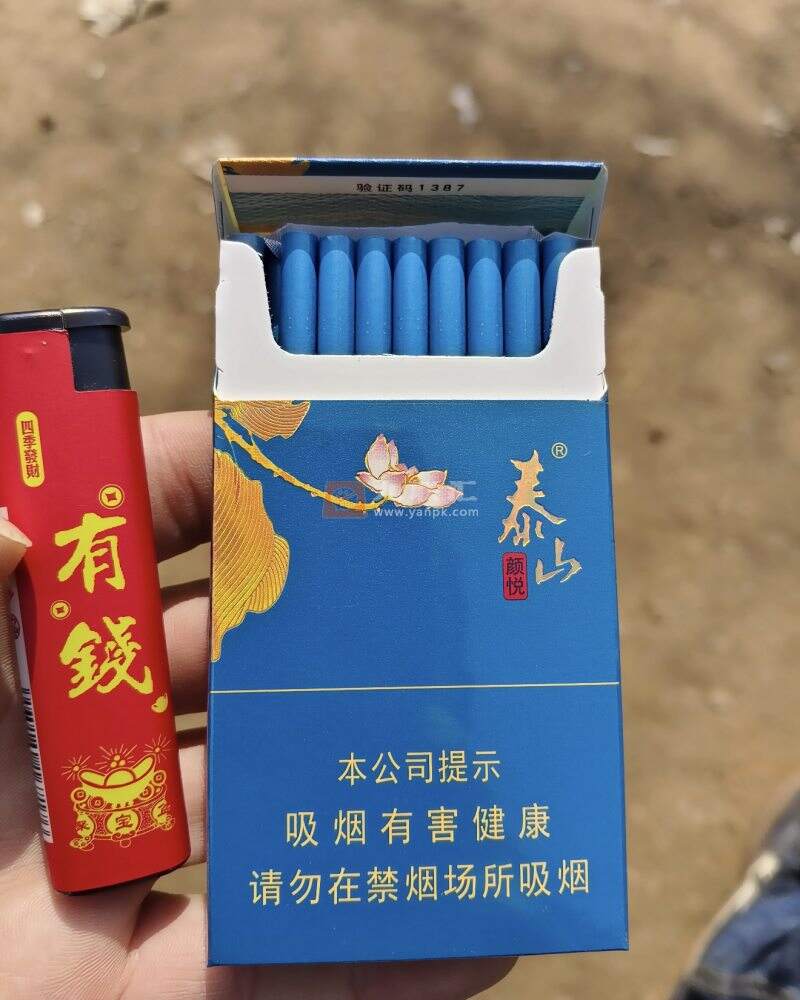 验证码1387
四季發財
有
錢
泰山
®
颜悦
www.yanpk.com
本公司提示
吸烟有害健康
请勿在禁烟场所吸烟